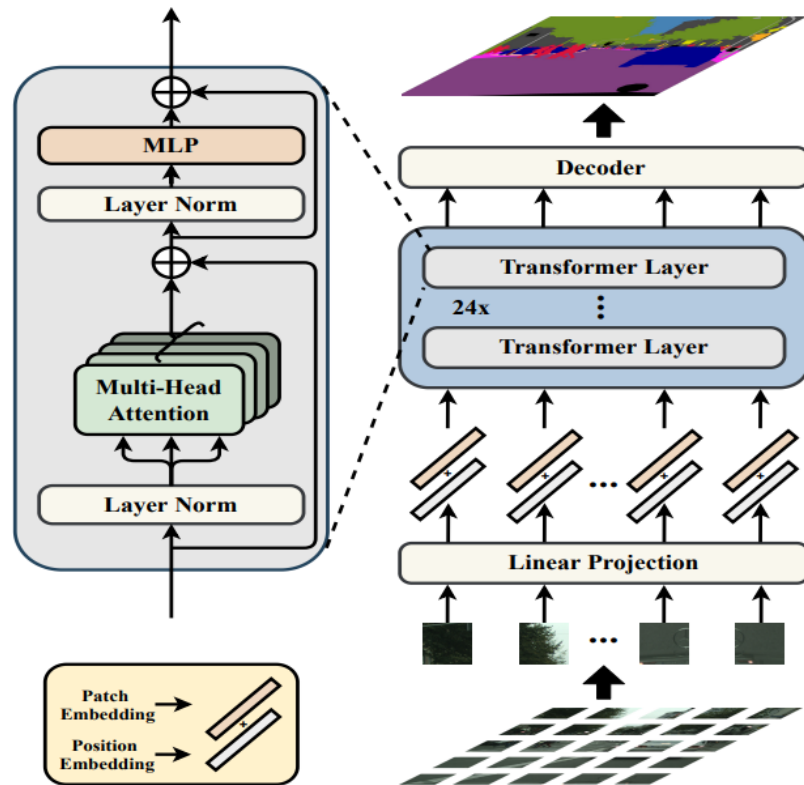 MLP
Layer Norm
Multi-Head
Attention
Layer Norm
Patch
Embedding
+
Position
Embedding
Decoder
Transformer Layer
24x
⋮
Transformer Layer
+ + ... + +
Linear Projection
...